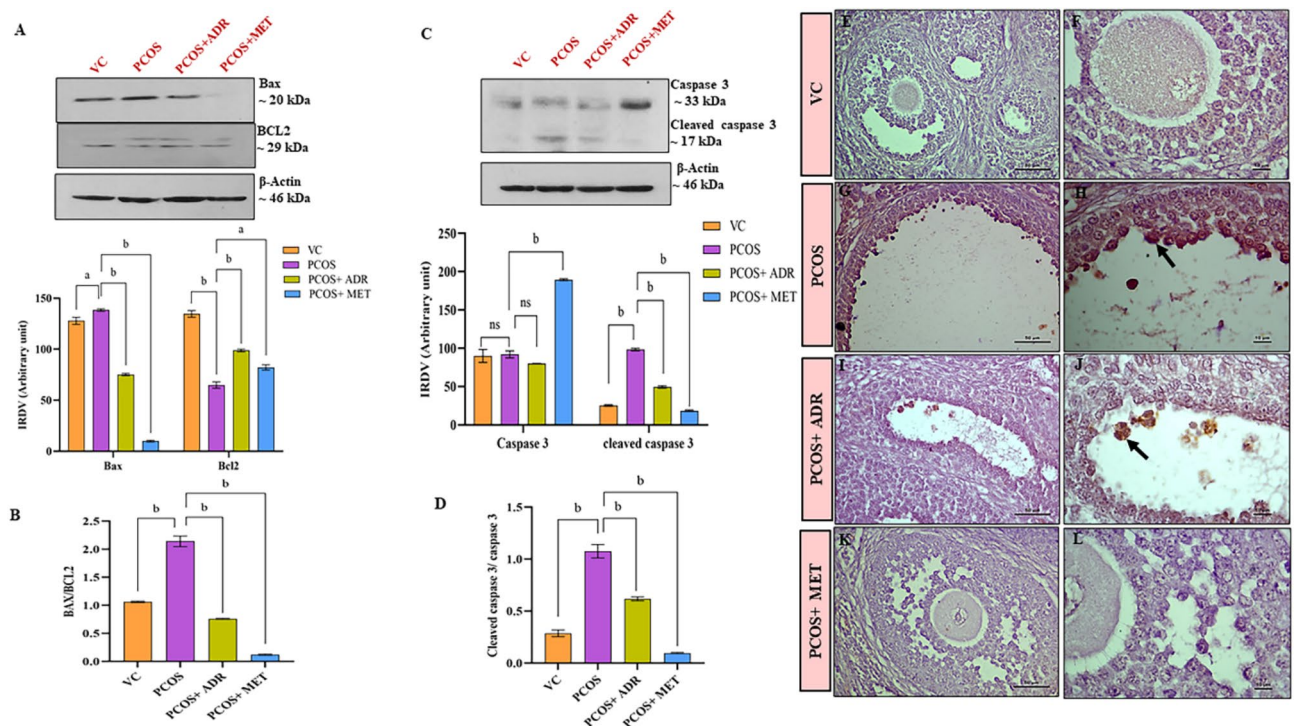 A
VC
PCOS
PCOS+ADR
PCOS+MET
Bax
~ 20 kDa
BCL2
~ 29 kDa
β-Actin
~ 46 kDa
VC
PCOS
PCOS+ ADR
PCOS+ MET
IRDV (Arbitrary unit)
150
100
50
0
a
b
b
b
b
a
Bax
Bcl2
B
BAX/BCL2
2.5
2.0
1.5
1.0
0.5
0.0
b
b
b
VC
PCOS
PCOS+ ADR
PCOS+ MET
C
VC
PCOS
PCOS+ADR
PCOS+MET
Caspase 3
~ 33 kDa
Cleaved caspase 3
~ 17 kDa
β-Actin
~ 46 kDa
IRDV (Arbitrary unit)
250
200
150
100
50
0
ns
ns
b
b
b
b
VC
PCOS
PCOS+ ADR
PCOS+ MET
Caspase 3
cleaved caspase 3
D
Cleaved caspase 3/ caspase 3
1.5
1.0
0.5
0.0
b
b
b
VC
PCOS
PCOS+ ADR
PCOS+ MET
VC
E
F
PCOS
G
50 µm
H
10 µm
PCOS+ ADR
I
J
PCOS+ MET
K
L